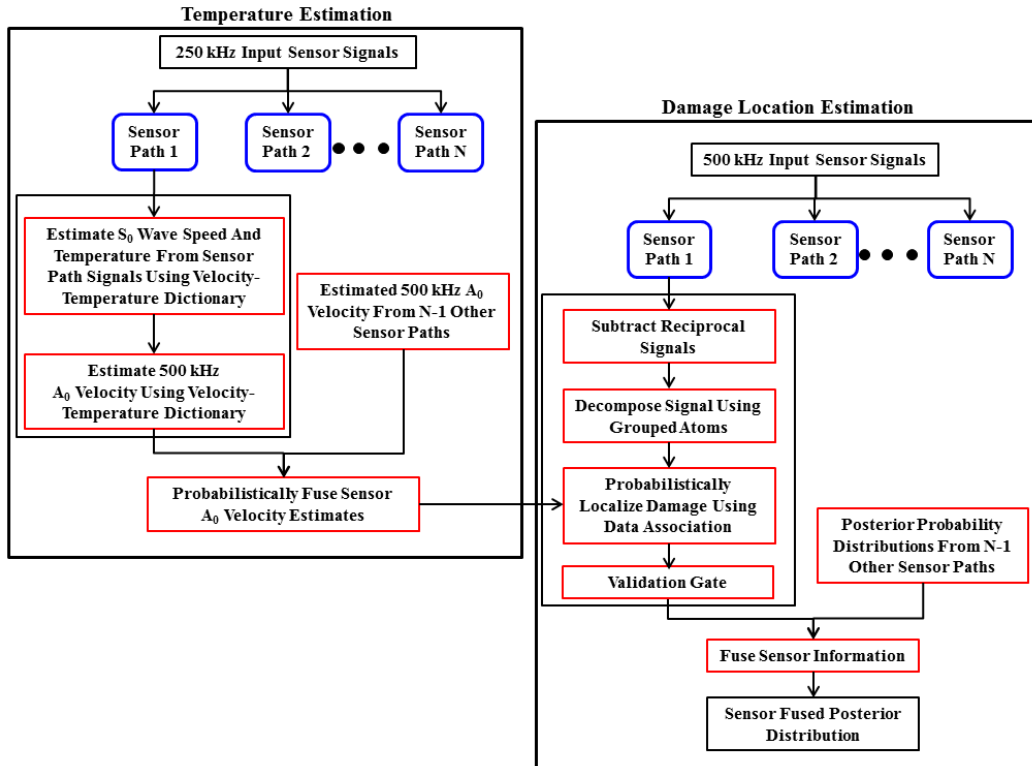 Temperature Estimation
250 kHz Input Sensor Signals
Sensor
Path 1
Sensor
Path 2
Sensor
Path N
Estimate S₀ Wave Speed And
Temperature From Sensor
Path Signals Using Velocity-
Temperature Dictionary
Estimated 500 kHz A₀
Velocity From N-1 Other
Sensor Paths
Estimate 500 kHz
A₀ Velocity Using Velocity-
Temperature Dictionary
Probabilistically Fuse Sensor
A₀ Velocity Estimates
Damage Location Estimation
500 kHz Input Sensor Signals
Sensor
Path 1
Sensor
Path 2
Sensor
Path N
Subtract Reciprocal
Signals
Decompose Signal Using
Grouped Atoms
Probabilistically
Localize Damage Using
Data Association
Validation Gate
Posterior Probability
Distributions From N-1
Other Sensor Paths
Fuse Sensor Information
Sensor Fused Posterior
Distribution